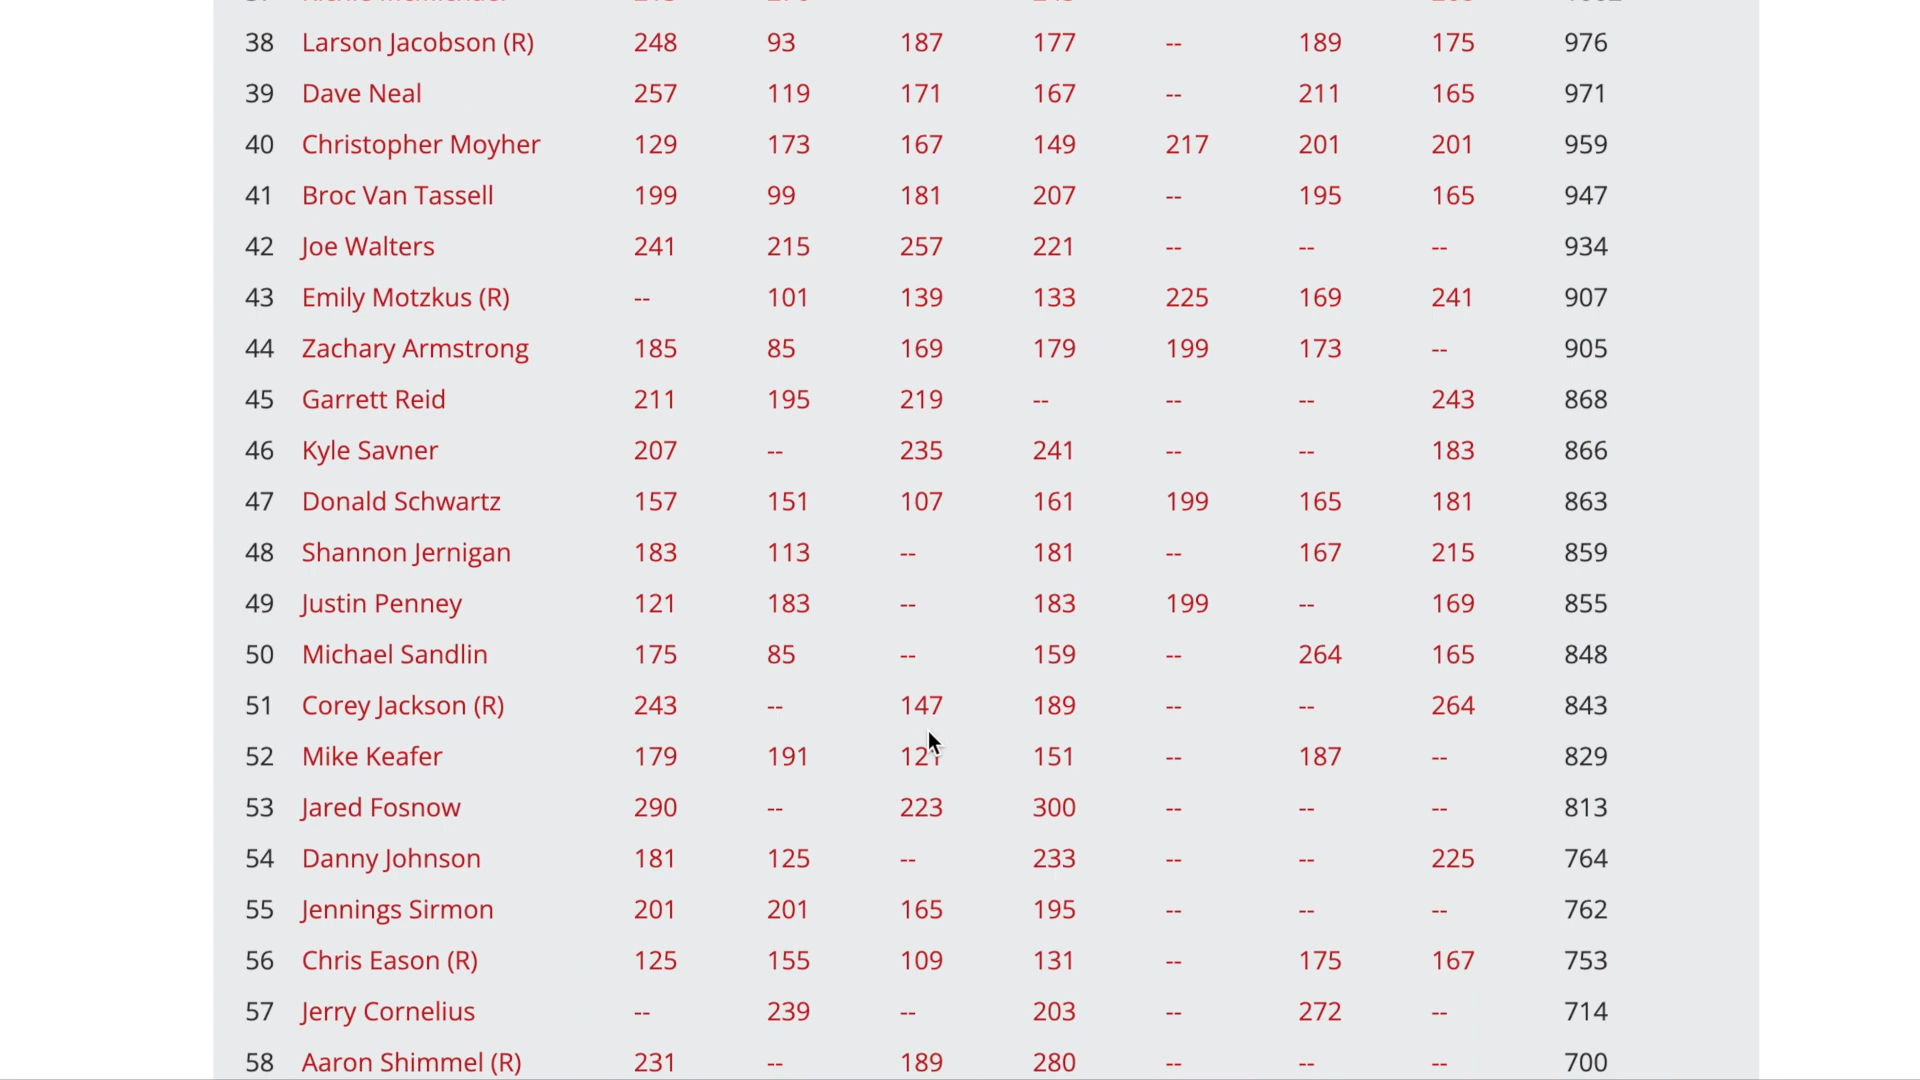 38 Larson Jacobson (R) 248 93 187 177 -- 189 175 976
39 Dave Neal 257 119 171 167 -- 211 165 971
40 Christopher Moyher 129 173 167 149 217 201 201 959
41 Broc Van Tassell 199 99 181 207 -- 195 165 947
42 Joe Walters 241 215 257 221 -- -- -- 934
43 Emily Motzkus (R) -- 101 139 133 225 169 241 907
44 Zachary Armstrong 185 85 169 179 199 173 -- 905
45 Garrett Reid 211 195 219 -- -- -- 243 868
46 Kyle Savner 207 -- 235 241 -- -- 183 866
47 Donald Schwartz 157 151 107 161 199 165 181 863
48 Shannon Jernigan 183 113 -- 181 -- 167 215 859
49 Justin Penney 121 183 -- 183 199 -- 169 855
50 Michael Sandlin 175 85 -- 159 -- 264 165 848
51 Corey Jackson (R) 243 -- 147 189 -- -- 264 843
52 Mike Keafer 179 191 121 151 -- 187 -- 829
53 Jared Fosnow 290 -- 223 300 -- -- -- 813
54 Danny Johnson 181 125 -- 233 -- -- 225 764
55 Jennings Sirmon 201 201 165 195 -- -- -- 762
56 Chris Eason (R) 125 155 109 131 -- 175 167 753
57 Jerry Cornelius -- 239 -- 203 -- 272 -- 714
58 Aaron Shimmel (R) 231 -- 189 280 -- -- -- 700